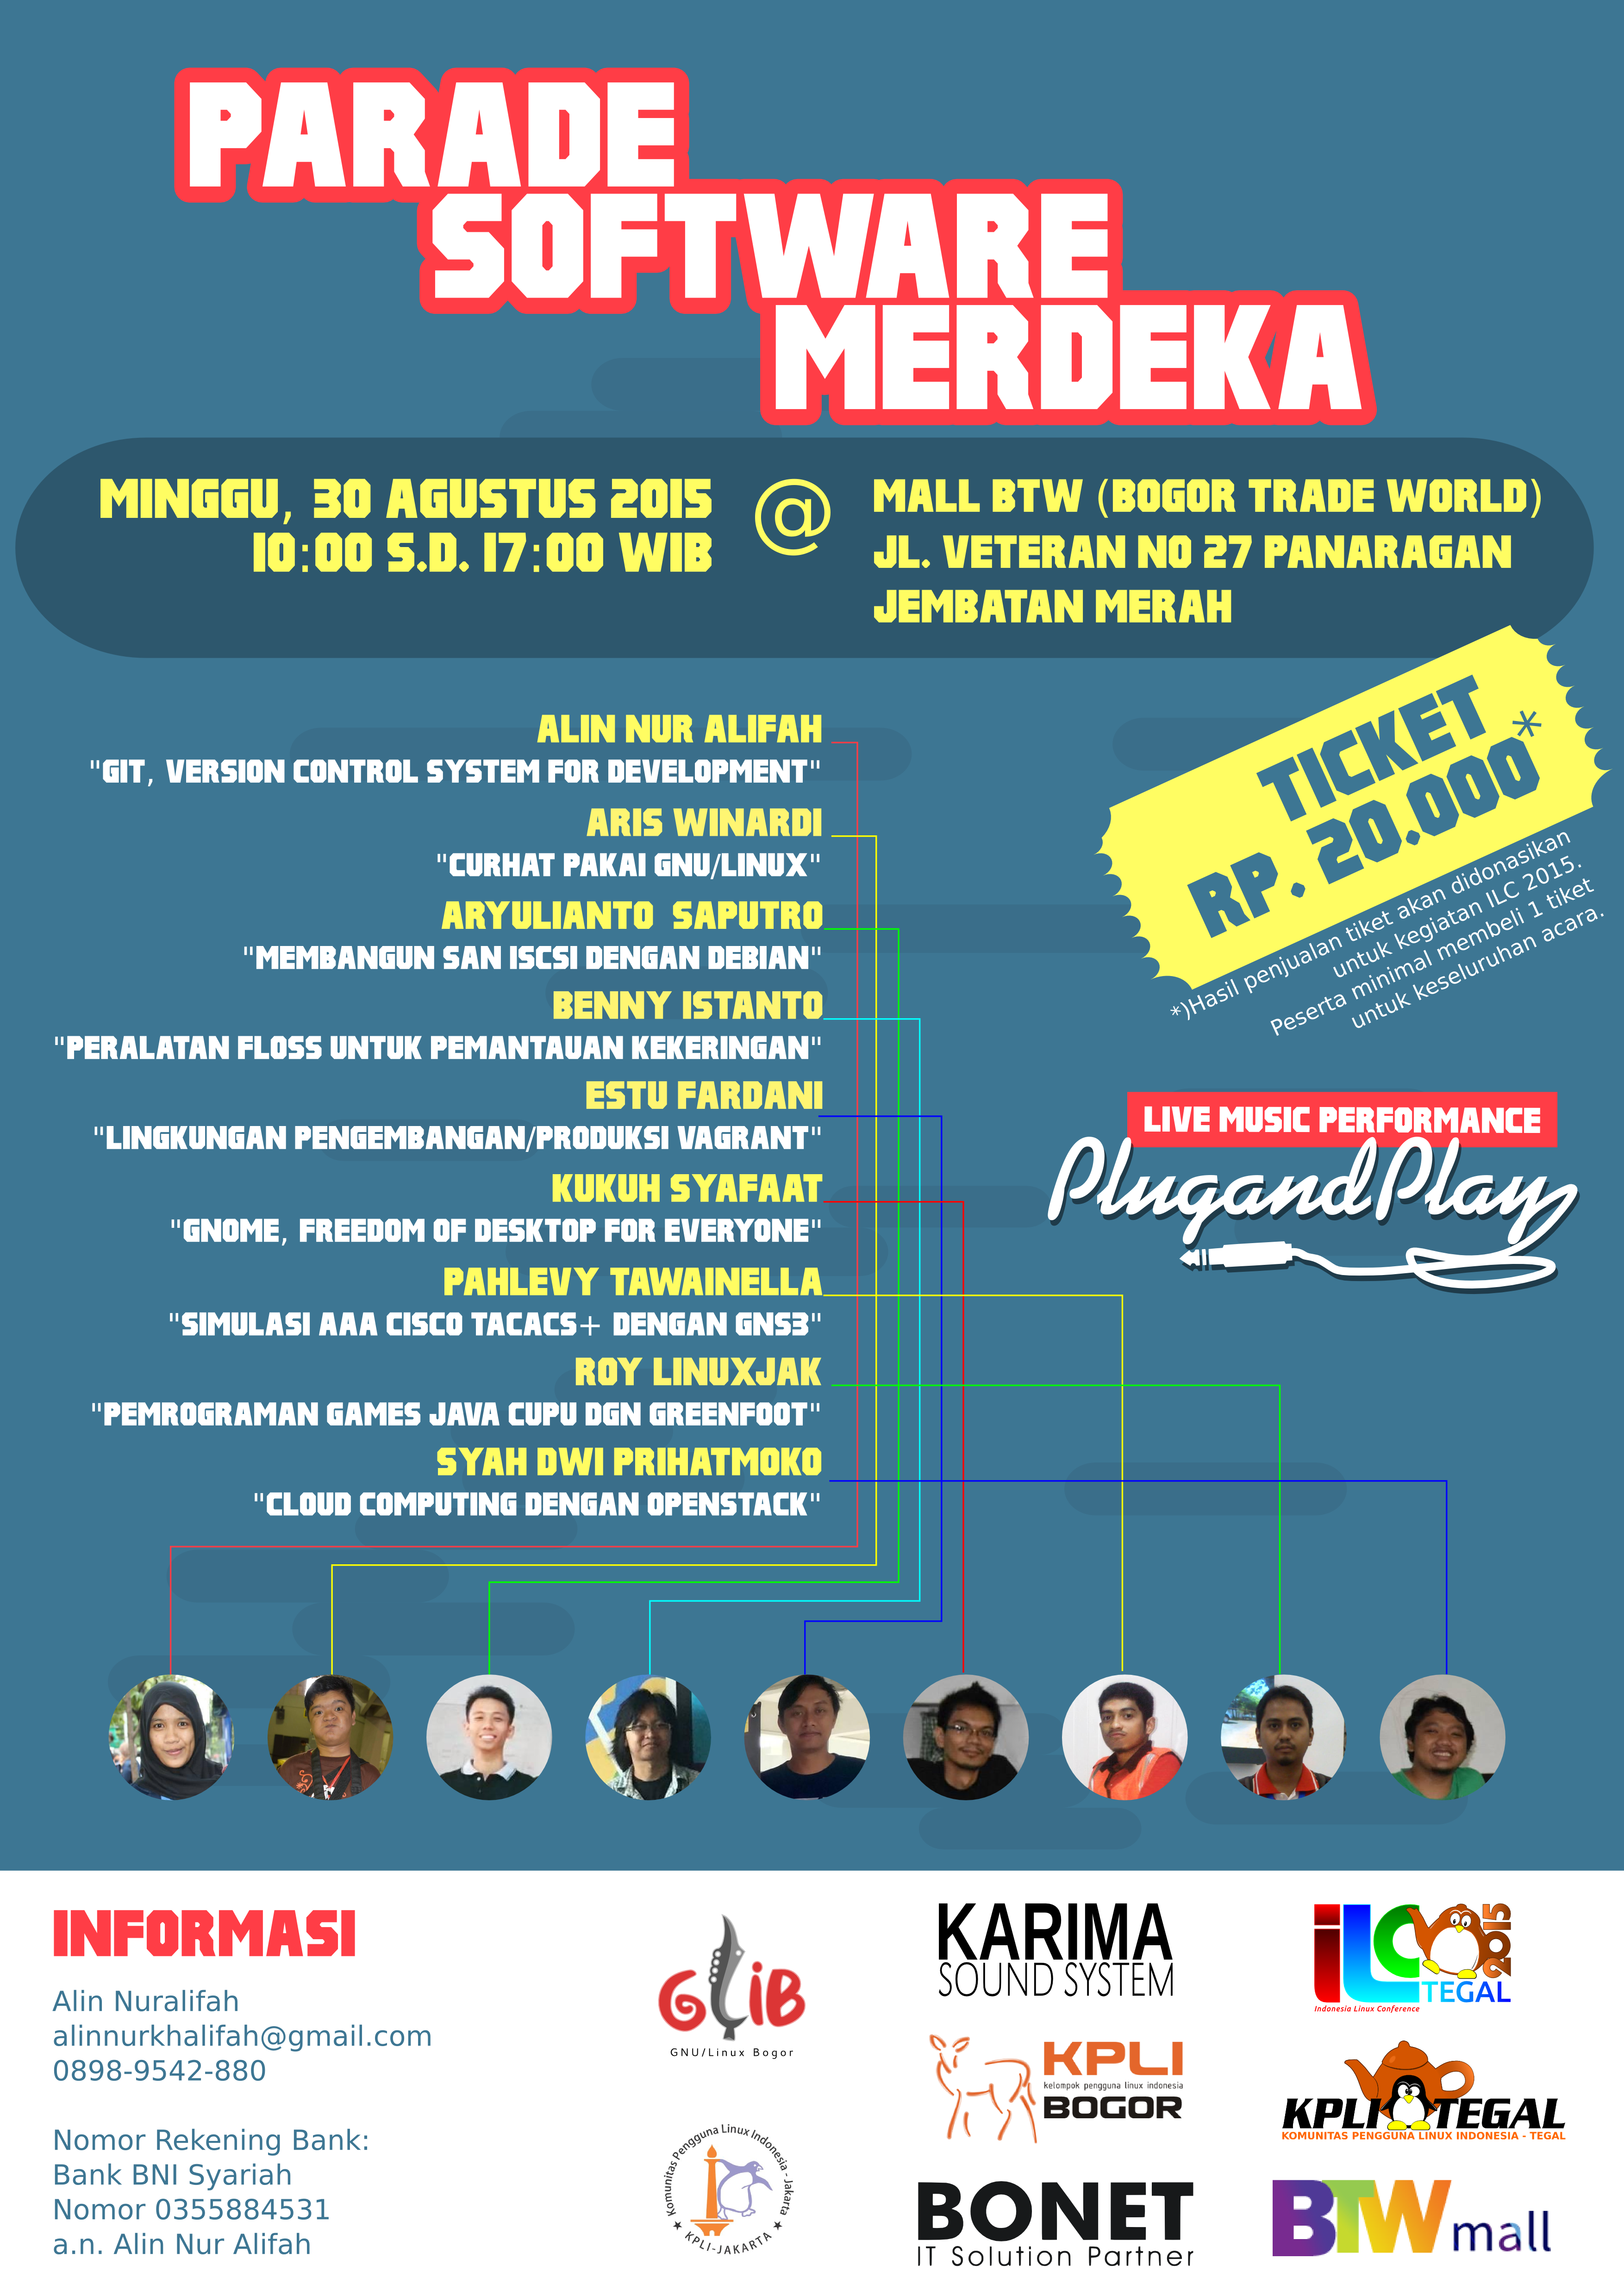 PARADE
SOFTWARE
MERDEKA
MINGGU, 30 AGUSTUS 2015
10:00 S.D. 17:00 WIB
@
MALL BTW (BOGOR TRADE WORLD)
JL. VETERAN NO 27 PANARAGAN
JEMBATAN MERAH
TICKET
RP. 20.000*
*)Hasil penjualan tiket akan didonasikan
untuk kegiatan ILC 2015.
Peserta minimal membeli 1 tiket
untuk keseluruhan acara.
ALIN NUR ALIFAH
"GIT, VERSION CONTROL SYSTEM FOR DEVELOPMENT"
ARIS WINARDI
"CURHAT PAKAI GNU/LINUX"
ARYULIANTO SAPUTRO
"MEMBANGUN SAN ISCSI DENGAN DEBIAN"
BENNY ISTANTO
"PERALATAN FLOSS UNTUK PEMANTAUAN KEKERINGAN"
ESTU FARDANI
"LINGKUNGAN PENGEMBANGAN/PRODUKSI VAGRANT"
KUKUH SYAFAAT
"GNOME, FREEDOM OF DESKTOP FOR EVERYONE"
PAHLEVY TAWAINELLA
"SIMULASI AAA CISCO TACACS+ DENGAN GNS3"
ROY LINUXJAK
"PEMROGRAMAN GAMES JAVA CUPU DGN GREENFOOT"
SYAH DWI PRIHATMOKO
"CLOUD COMPUTING DENGAN OPENSTACK"
LIVE MUSIC PERFORMANCE
PlugandPlay
INFORMASI
Alin Nuralifah
alinnurkhalifah@gmail.com
0898-9542-880
Nomor Rekening Bank:
Bank BNI Syariah
Nomor 0355884531
a.n. Alin Nur Alifah
GLiB
GNU/Linux Bogor
Komunitas Pengguna Linux Indonesia - Jakarta
★ KPLI-JAKARTA ★
KARIMA
SOUND SYSTEM
KPLI
kelompok pengguna linux indonesia
BOGOR
BONET
IT Solution Partner
iLC 2015
TEGAL
Indonesia Linux Conference
KPLI TEGAL
KOMUNITAS PENGGUNA LINUX INDONESIA - TEGAL
BTW mall